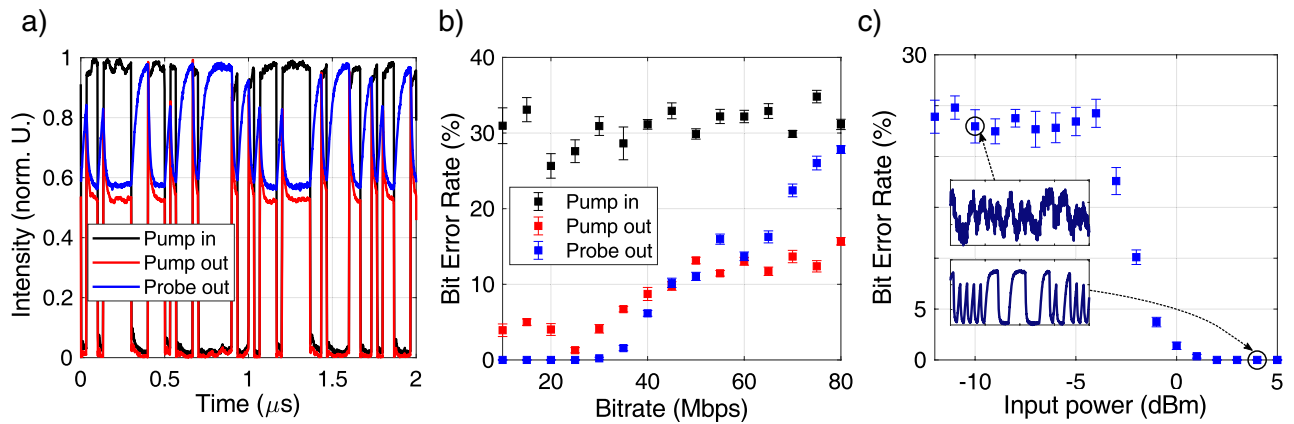 a)
Intensity (norm. U.)
1
0.8
0.6
0.4
0.2
0
Pump in
Pump out
Probe out
0
0.5
1
1.5
2
Time (μs)
b)
Bit Error Rate (%)
40
30
20
10
0
Pump in
Pump out
Probe out
20
40
60
80
Bitrate (Mbps)
c)
Bit Error Rate (%)
30
5
0
-10
-5
0
5
Input power (dBm)